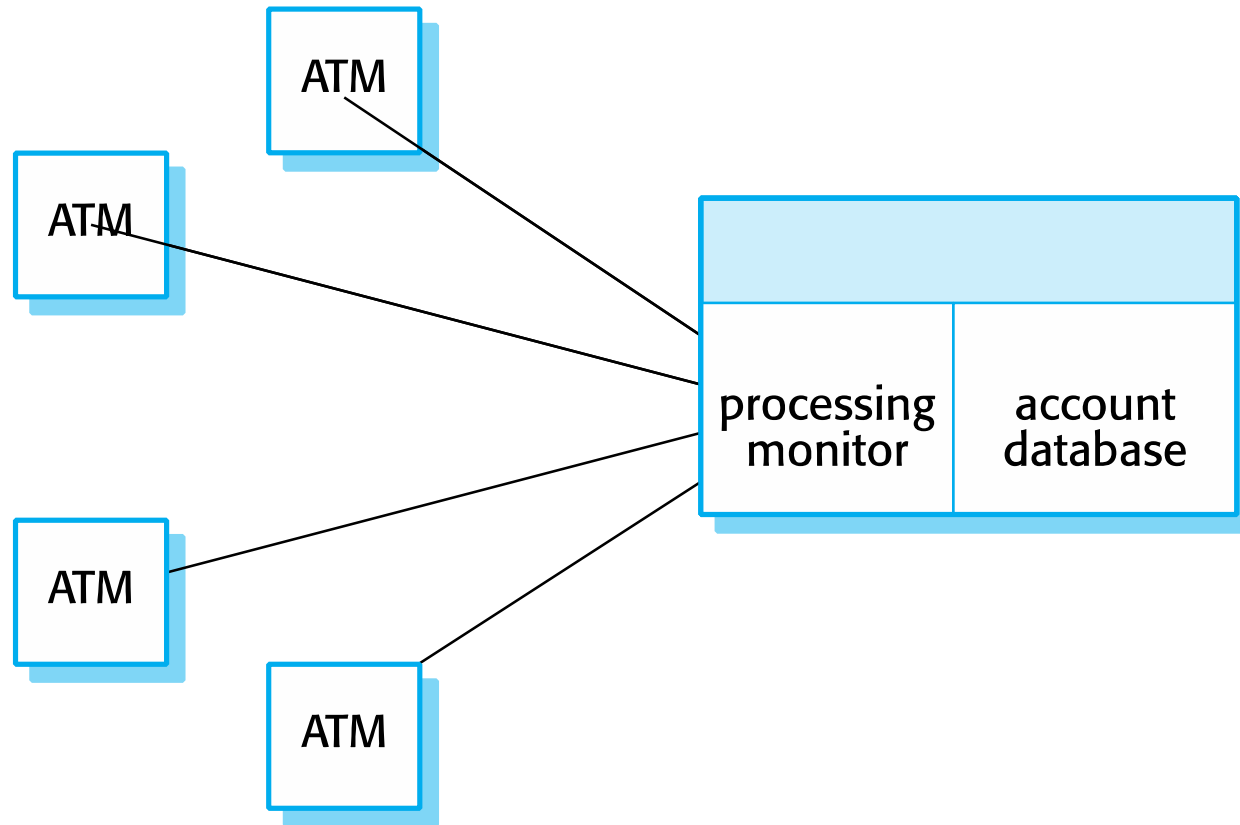 ATM
ATM
processing
monitor
account
database
ATM
ATM